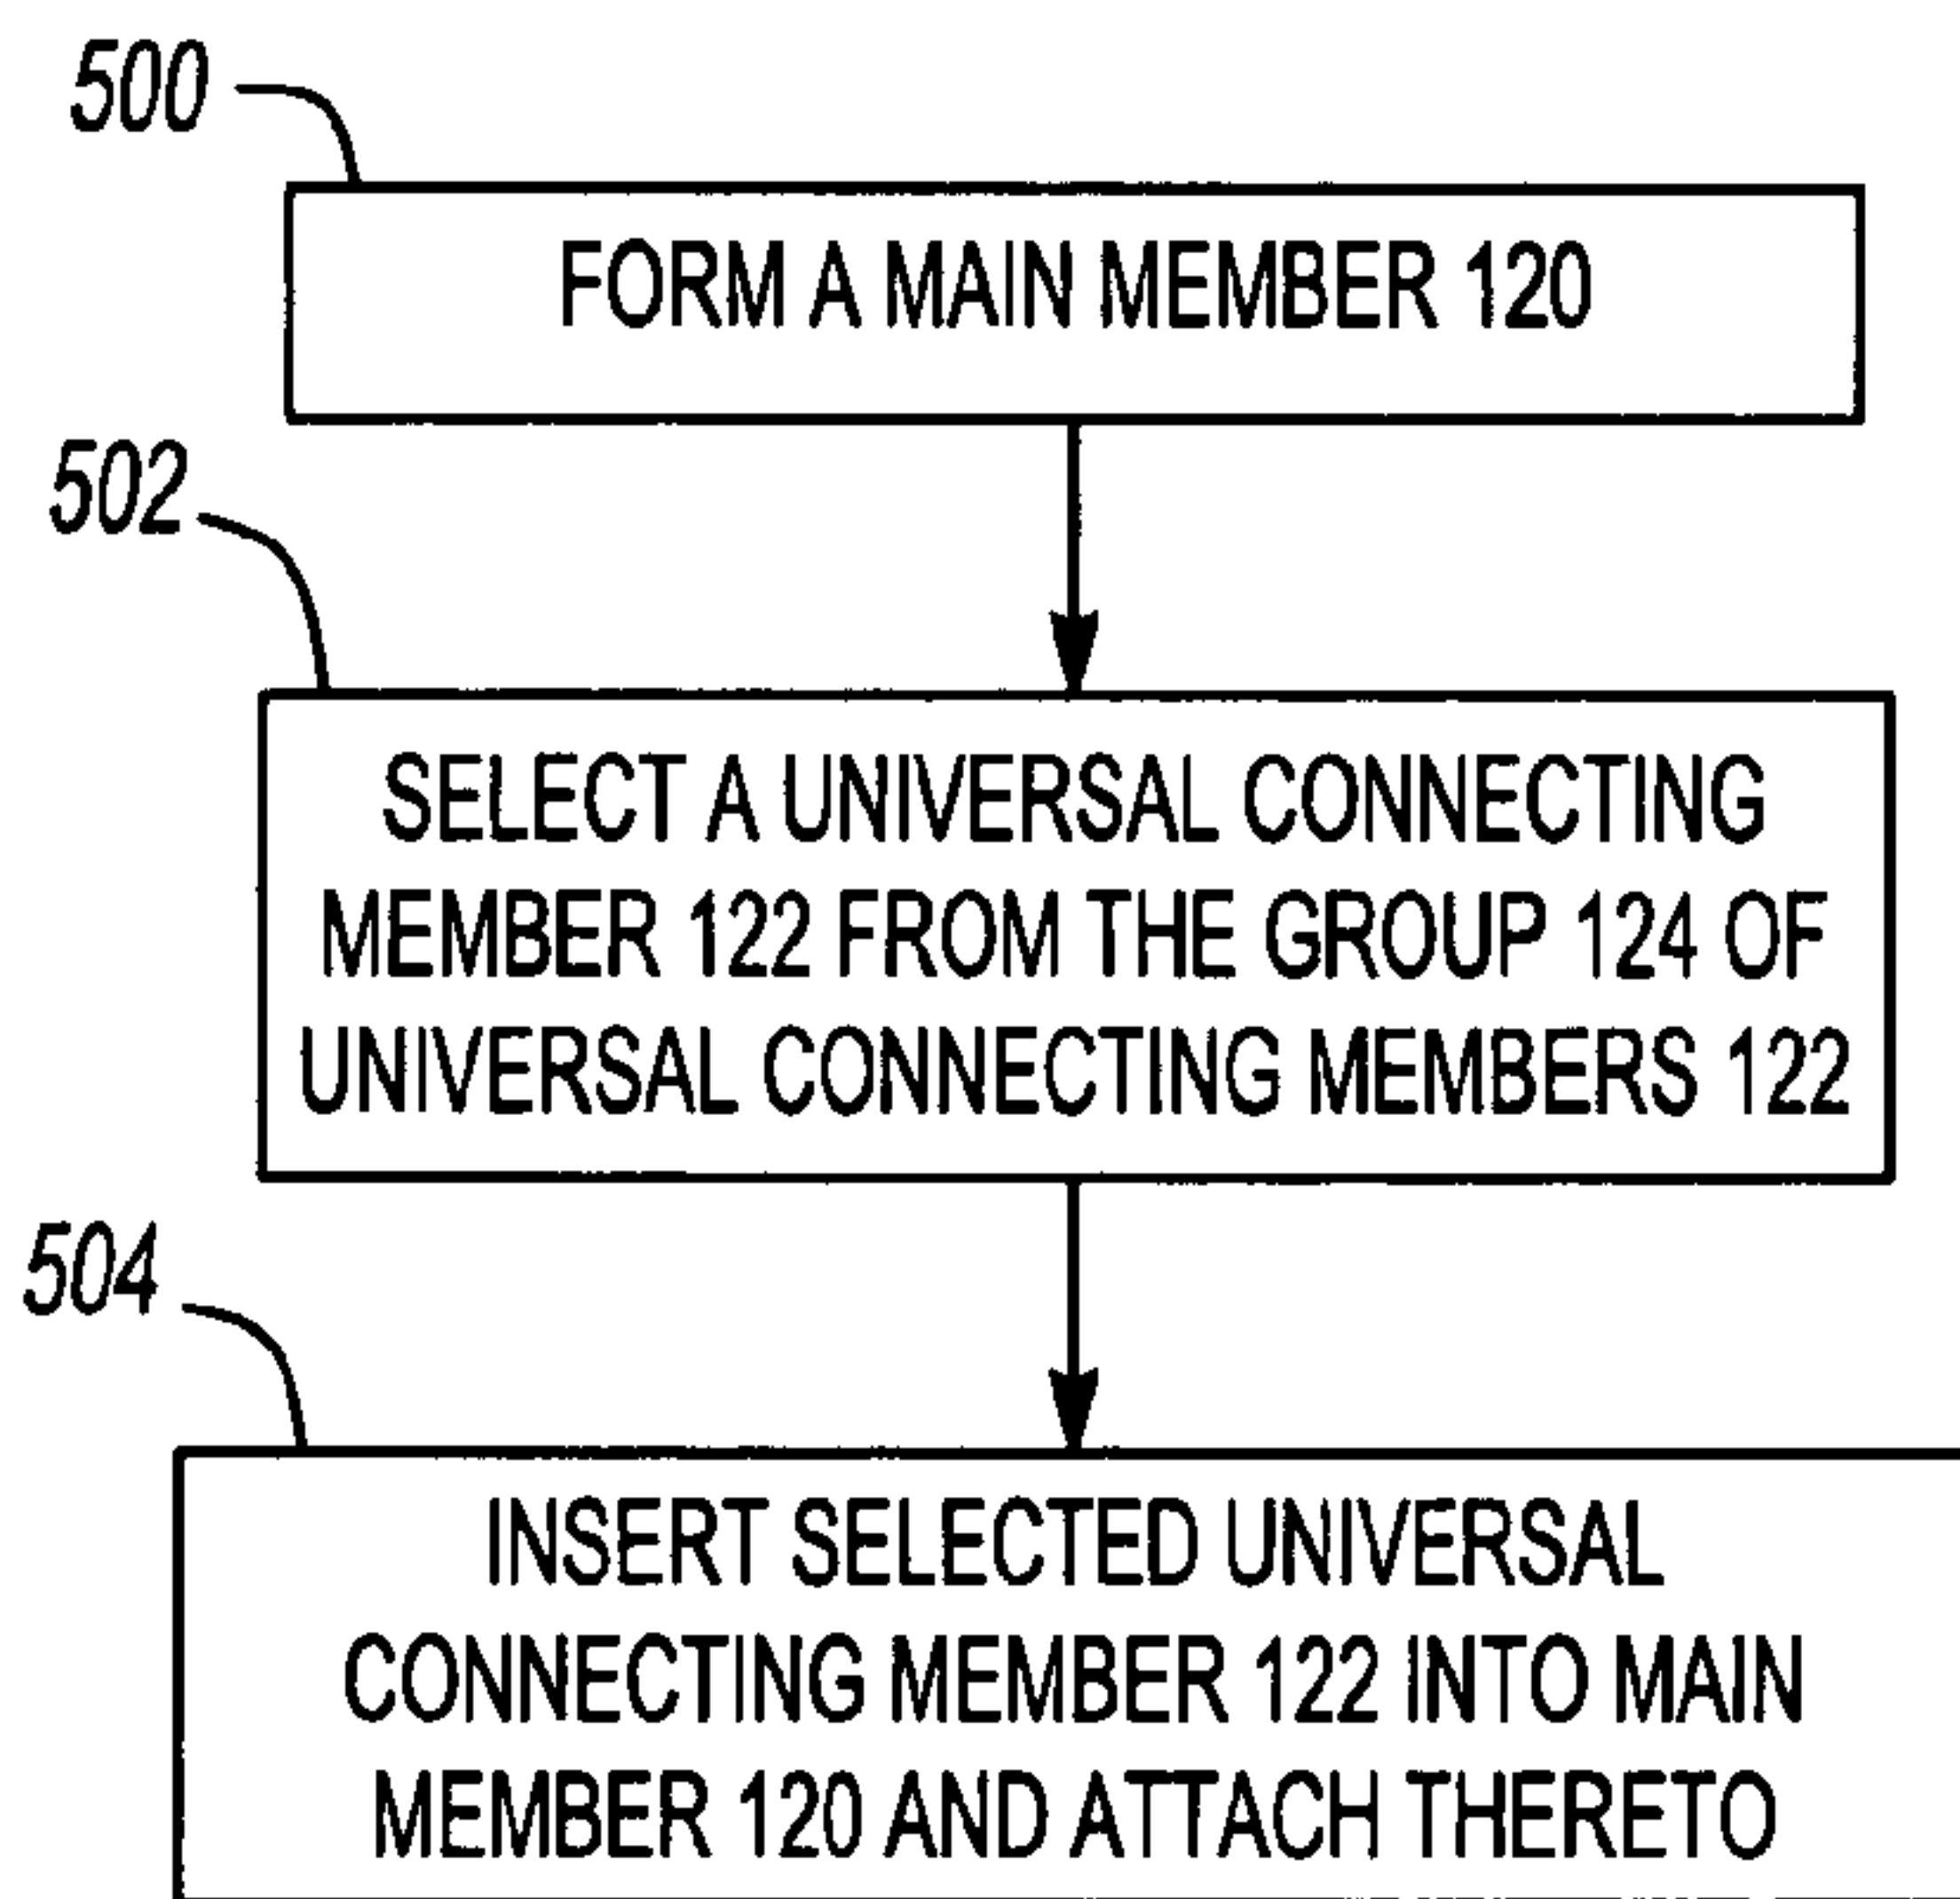 500
FORM A MAIN MEMBER 120
502
SELECT A UNIVERSAL CONNECTING
MEMBER 122 FROM THE GROUP 124 OF
UNIVERSAL CONNECTING MEMBERS 122
504
INSERT SELECTED UNIVERSAL
CONNECTING MEMBER 122 INTO MAIN
MEMBER 120 AND ATTACH THERETO